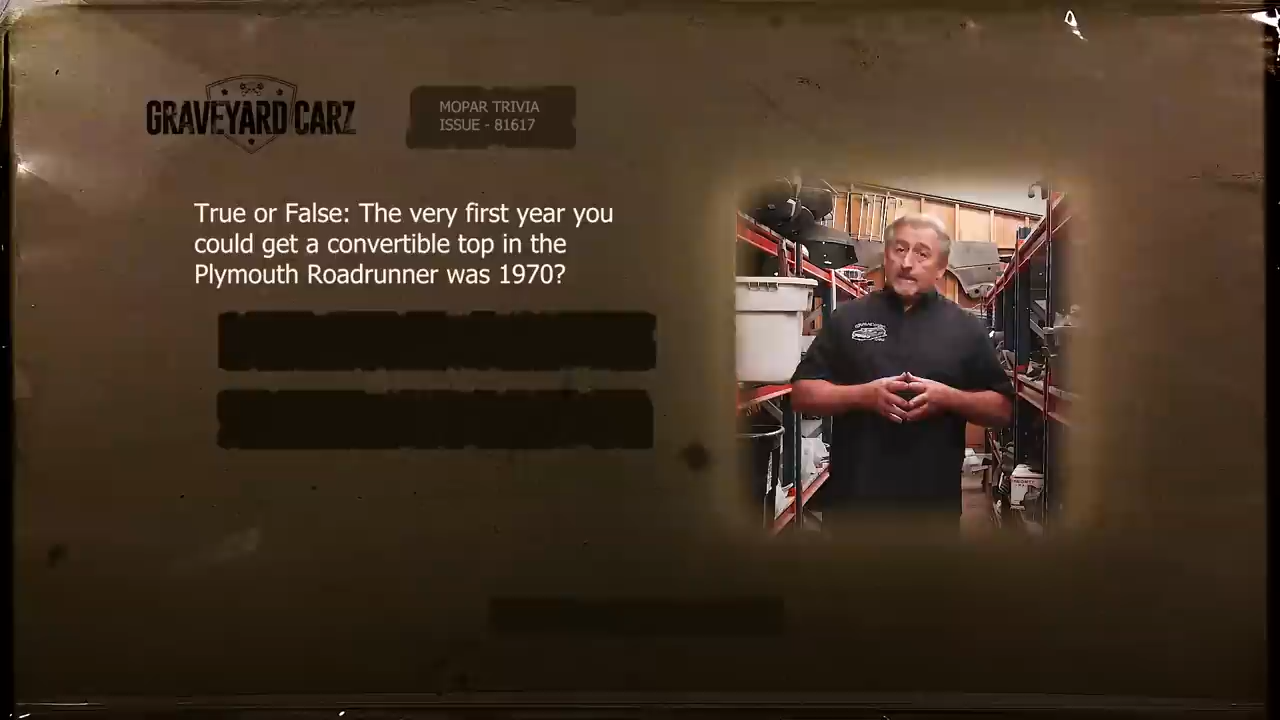 GRAVEYARD CARZ
MOPAR TRIVIA
ISSUE - 81617
True or False: The very first year you
could get a convertible top in the
Plymouth Roadrunner was 1970?